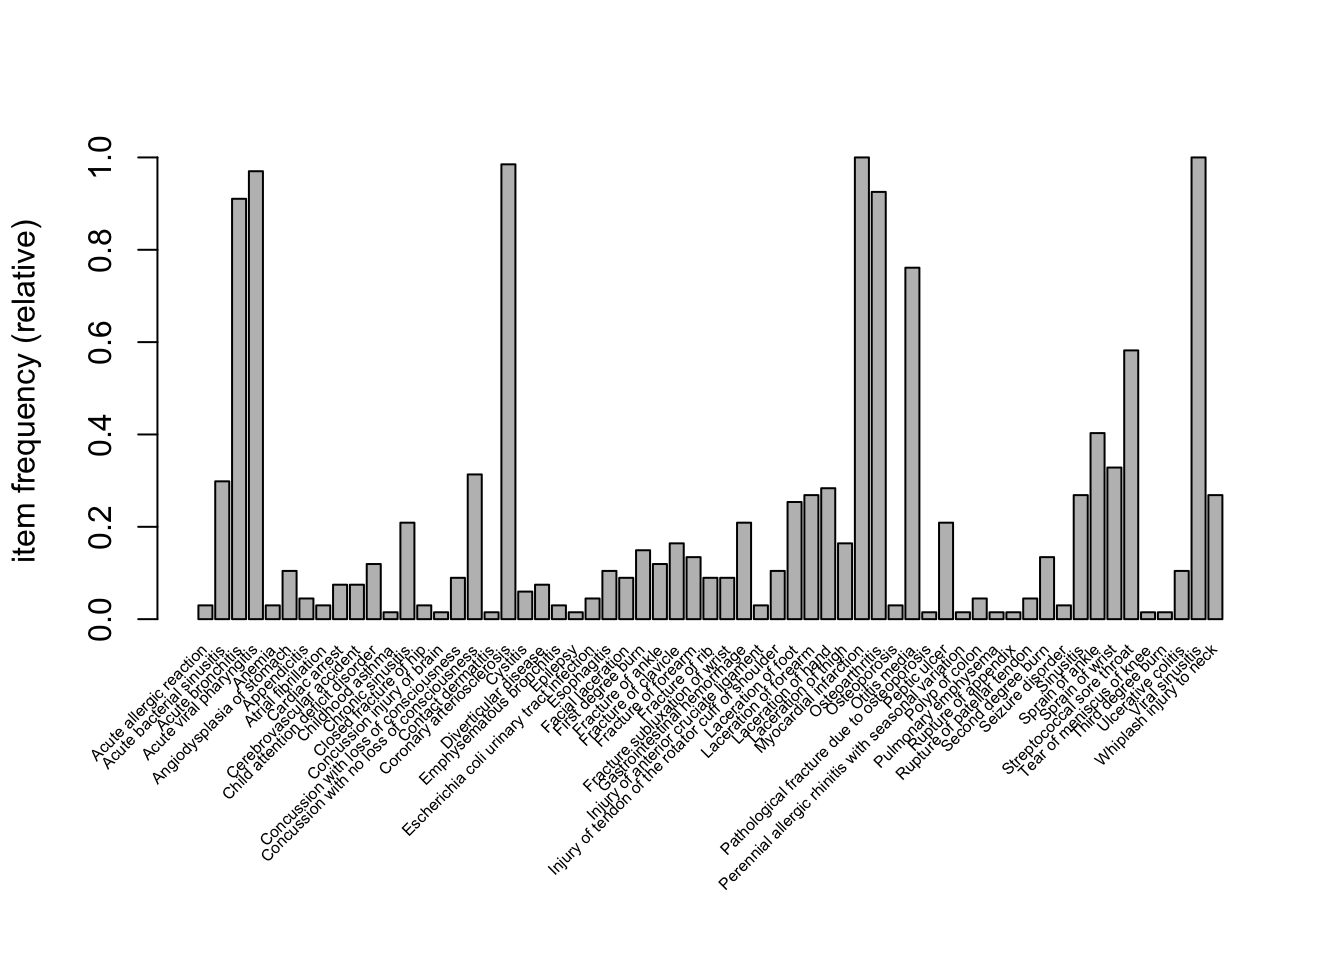 item frequency (relative)
1.0
0.8
0.6
0.4
0.2
0.0
Acute allergic reaction
Acute bacterial sinusitis
Acute bronchitis
Acute viral pharyngitis
Anemia
Angiodysplasia of stomach
Appendicitis
Atrial fibrillation
Cardiac arrest
Cerebrovascular accident
Child attention deficit disorder
Childhood asthma
Chronic sinusitis
Closed fracture of hip
Concussion injury of brain
Concussion with loss of consciousness
Concussion with no loss of consciousness
Contact dermatitis
Coronary arteriosclerosis
Cystitis
Diverticular disease
Emphysematous bronchitis
Epilepsy
Escherichia coli urinary tract infection
Esophagitis
Facial laceration
First degree burn
Fracture of ankle
Fracture of clavicle
Fracture of forearm
Fracture of rib
Fracture subluxation of wrist
Gastrointestinal hemorrhage
Injury of anterior cruciate ligament
Injury of tendon of the rotator cuff of shoulder
Laceration of foot
Laceration of forearm
Laceration of hand
Laceration of thigh
Myocardial infarction
Osteoarthritis
Osteoporosis
Otitis media
Pathological fracture due to osteoporosis
Peptic ulcer
Perennial allergic rhinitis with seasonal variation
Polyp of colon
Pulmonary emphysema
Rupture of appendix
Rupture of patellar tendon
Second degree burn
Seizure disorder
Sinusitis
Sprain of ankle
Sprain of wrist
Streptococcal sore throat
Tear of meniscus of knee
Third degree burn
Ulcerative colitis
Viral sinusitis
Whiplash injury to neck